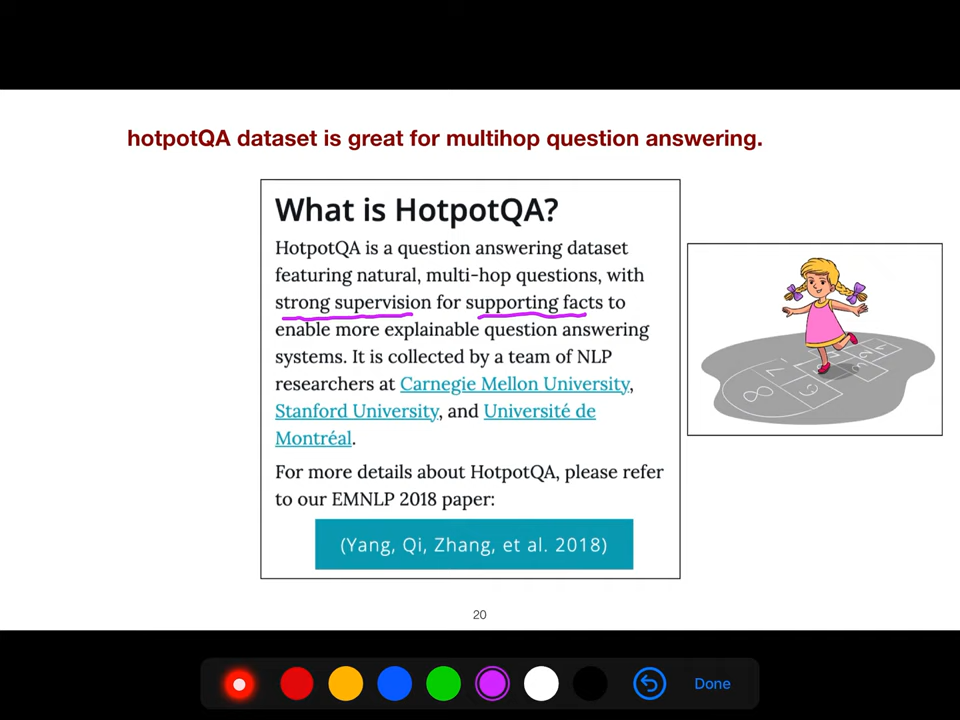 hotpotQA dataset is great for multihop question answering.
What is HotpotQA?
HotpotQA is a question answering dataset
featuring natural, multi-hop questions, with
strong supervision for supporting facts to
enable more explainable question answering
systems. It is collected by a team of NLP
researchers at Carnegie Mellon University,
Stanford University, and Université de
Montréal.
For more details about HotpotQA, please refer
to our EMNLP 2018 paper:
(Yang, Qi, Zhang, et al. 2018)
20
Done